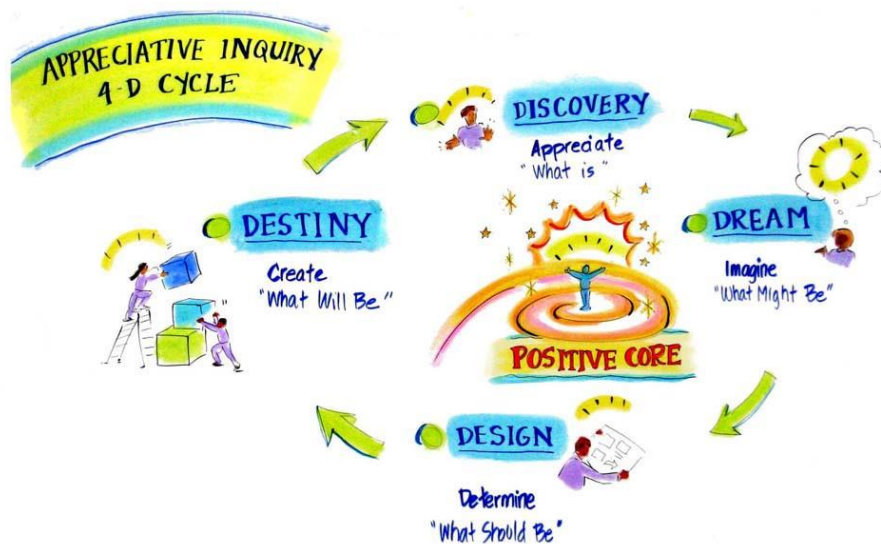 APPRECIATIVE INQUIRY
4-D CYCLE
DISCOVERY
Appreciate
"What is"
DREAM
Imagine
"What Might Be"
DESIGN
Determine
"What Should Be"
DESTINY
Create
"What Will Be"
POSITIVE CORE